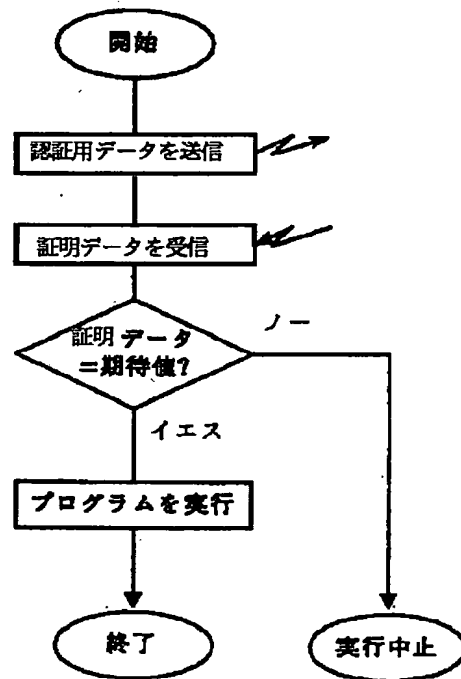 開始
認証用データを送信
証明データを受信
証明 データ
=期待値?
ノー
イエス
プログラムを実行
終了
実行中止